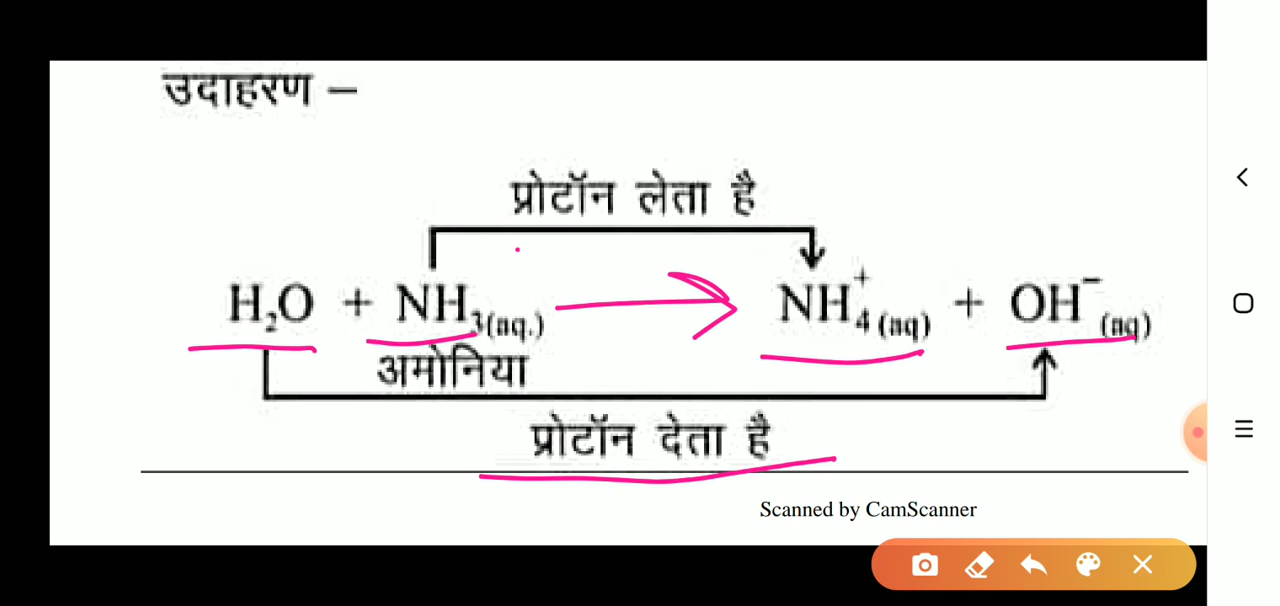 उदाहरण –
प्रोटॉन लेता है
H₂O + NH₃(aq.) → NH₄⁺(aq) + OH⁻(aq)
अमोनिया
प्रोटॉन देता है
Scanned by CamScanner